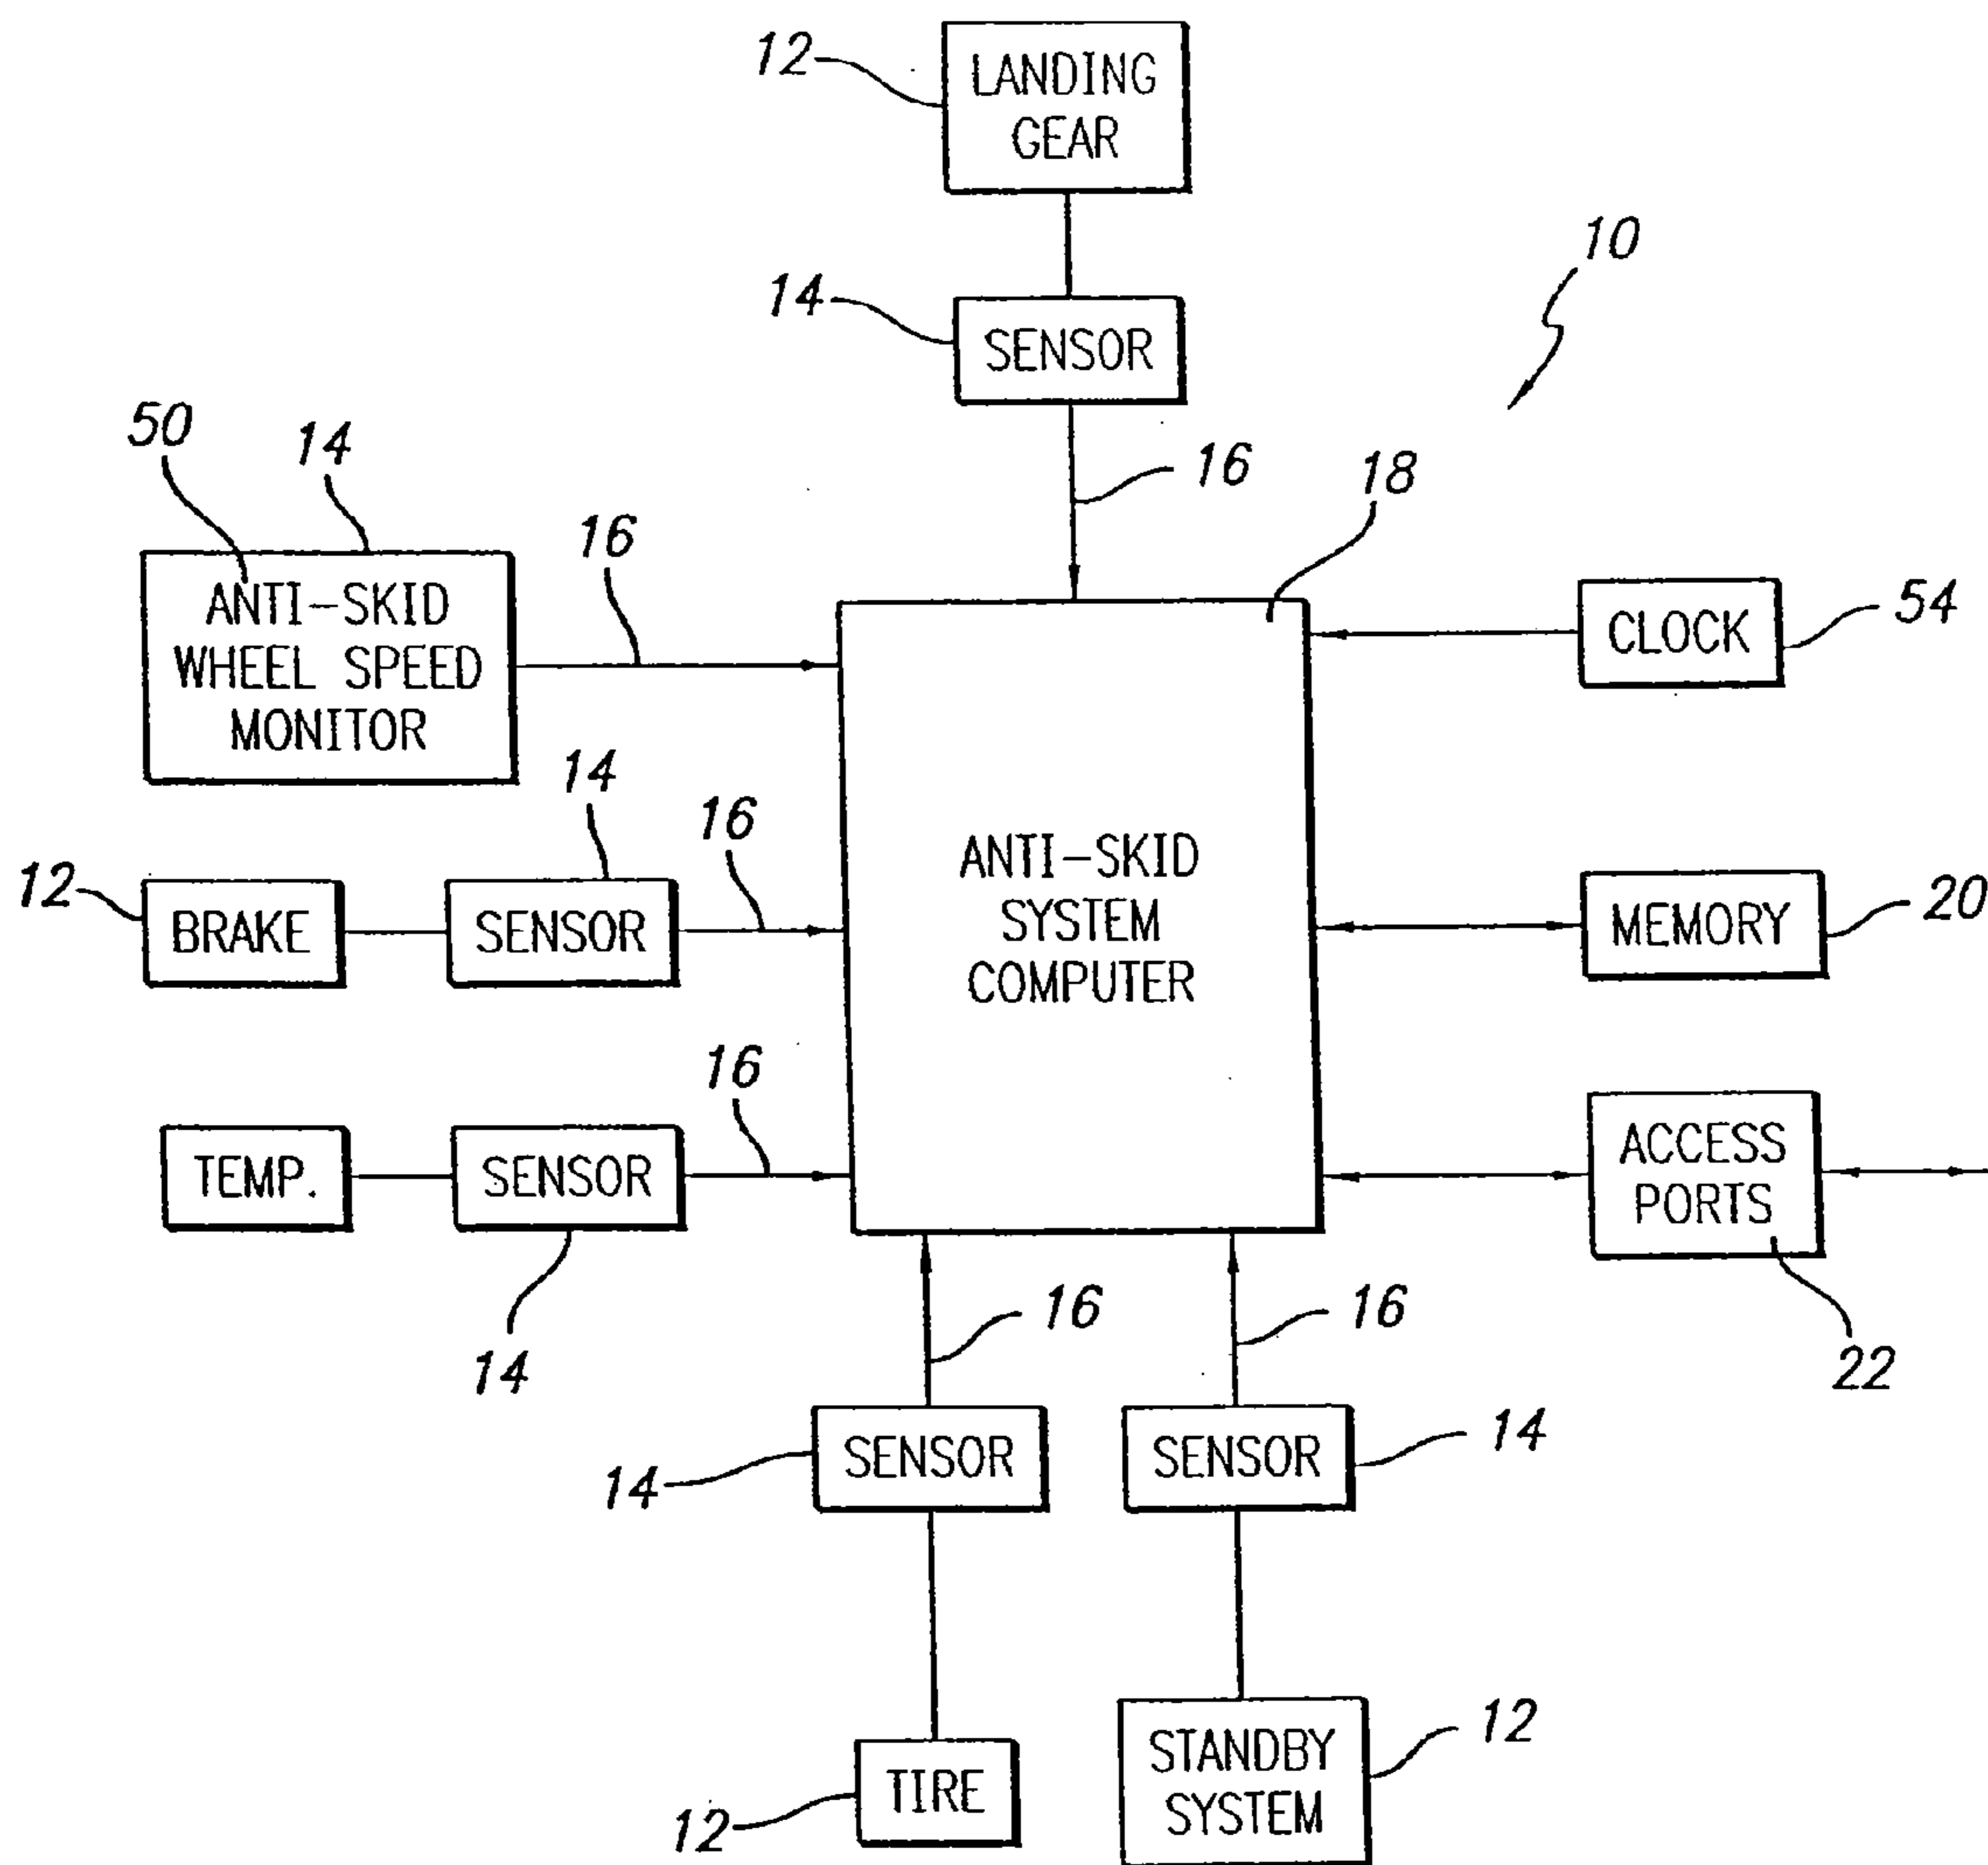 12
LANDING
GEAR
10
14
SENSOR
50
14
16
18
16
ANTI-SKID
WHEEL SPEED
MONITOR
CLOCK
54
14
16
12
BRAKE
SENSOR
ANTI-SKID
SYSTEM
COMPUTER
MEMORY
20
16
TEMP.
SENSOR
ACCESS
PORTS
14
16
16
22
SENSOR
14
SENSOR
14
TIRE
12
STANDBY
SYSTEM
12